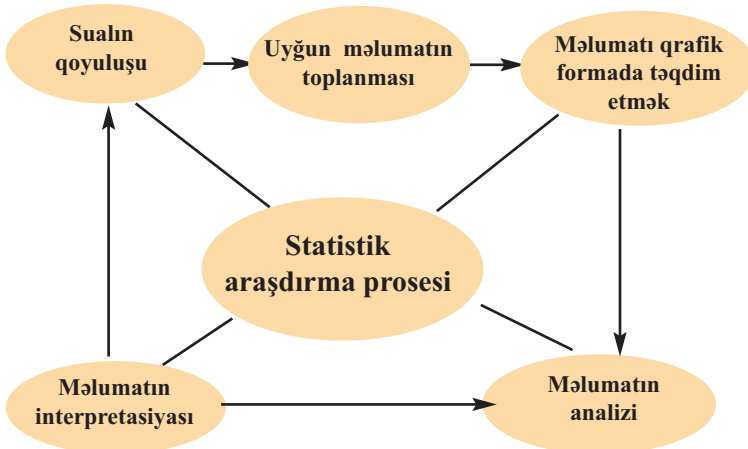 Sualın
qoyuluşu
Uyğun məlumatın
toplanması
Məlumatı qrafik
formada təqdim
etmək
Statistik
araşdırma prosesi
Məlumatın
interpretasiyası
Məlumatın
analizi